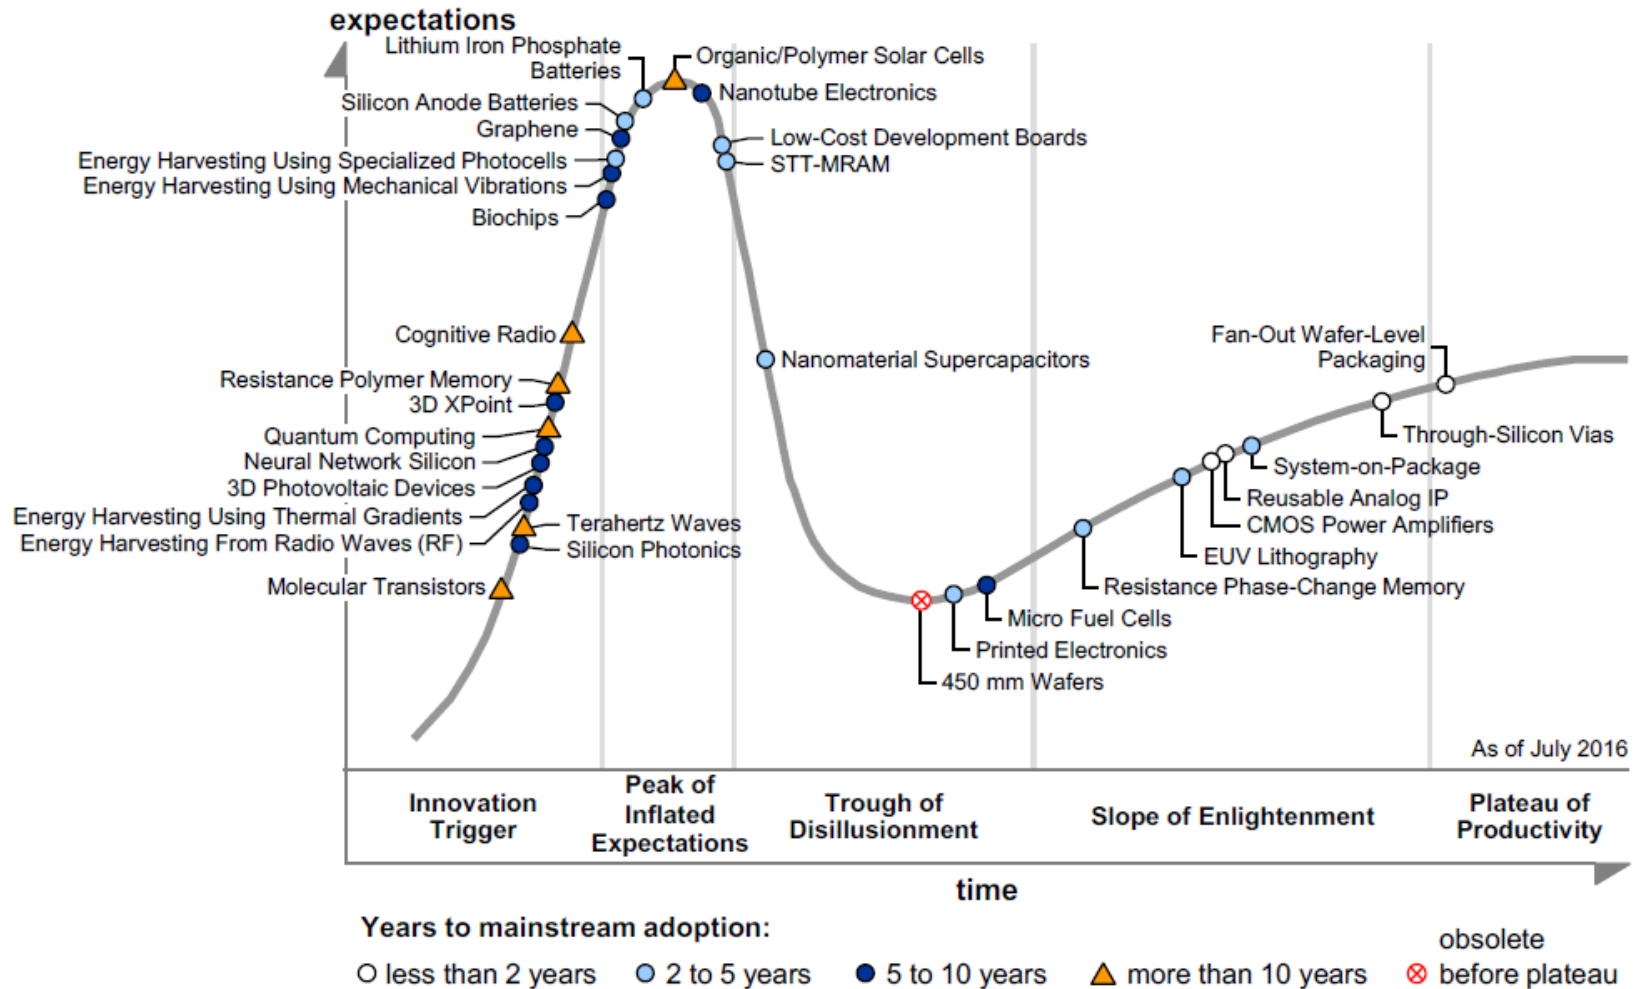 expectations
Lithium Iron Phosphate
Batteries
Organic/Polymer Solar Cells
Silicon Anode Batteries
Nanotube Electronics
Graphene
Low-Cost Development Boards
Energy Harvesting Using Specialized Photocells
STT-MRAM
Energy Harvesting Using Mechanical Vibrations
Biochips
Cognitive Radio
Fan-Out Wafer-Level
Packaging
Nanomaterial Supercapacitors
Resistance Polymer Memory
3D XPoint
Quantum Computing
Through-Silicon Vias
Neural Network Silicon
System-on-Package
3D Photovoltaic Devices
Reusable Analog IP
Energy Harvesting Using Thermal Gradients
Terahertz Waves
CMOS Power Amplifiers
Energy Harvesting From Radio Waves (RF)
Silicon Photonics
EUV Lithography
Molecular Transistors
Resistance Phase-Change Memory
Micro Fuel Cells
Printed Electronics
450 mm Wafers
As of July 2016
Innovation
Trigger
Peak of
Inflated
Expectations
Trough of
Disillusionment
Slope of Enlightenment
Plateau of
Productivity
time
Years to mainstream adoption:
less than 2 years
2 to 5 years
5 to 10 years
more than 10 years
obsolete
before plateau